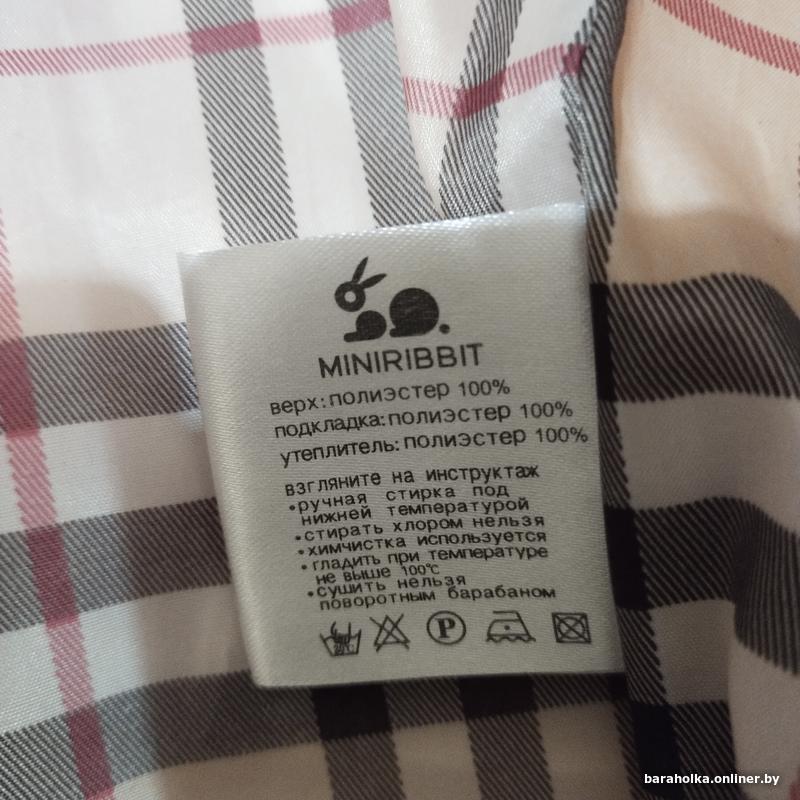 MINIRIBBIT
верх:полиэстер 100%
подкладка:полиэстер 100%
утеплитель:полиэстер 100%
взгляните на инструктаж
•ручная стирка под
нижней температурой
•стирать хлором нельзя
•химчистка используется
•гладить при температуре
не выше 100℃
•сушить нельзя
поворотным барабаном
P
baraholka.onliner.by